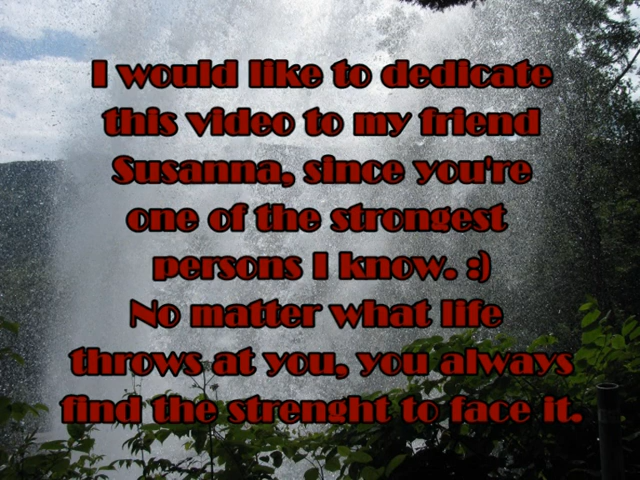 I would like to dedicate
this video to my friend
Susanna, since you're
one of the strongest
persons I know. :)
No matter what life
throws at you, you always
find the strenght to face it.